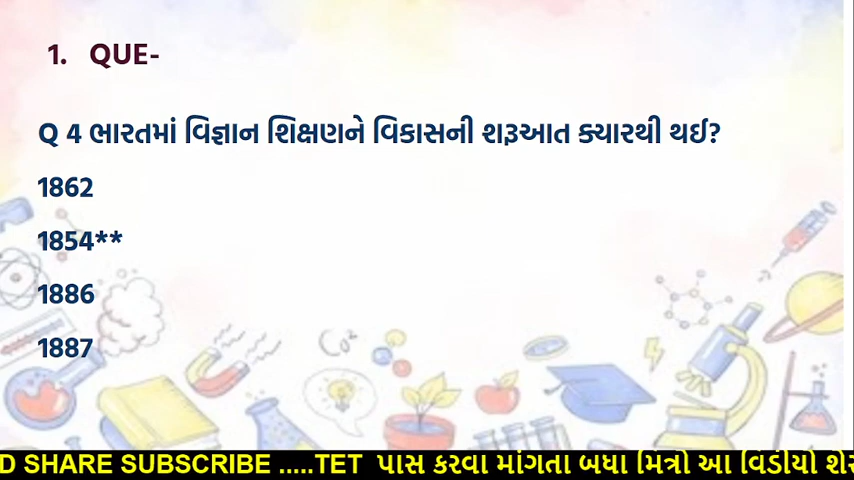 1. QUE-
Q 4 ભારતમાં વિજ્ઞાન શિક્ષણને વિકાસની શરૂઆત ક્યારથી થઈ?
1862
1854**
1886
1887
CO²
D SHARE SUBSCRIBE .....TET પાસ કરવા માંગતા બધા મિત્રો આ વિડીયો શેર